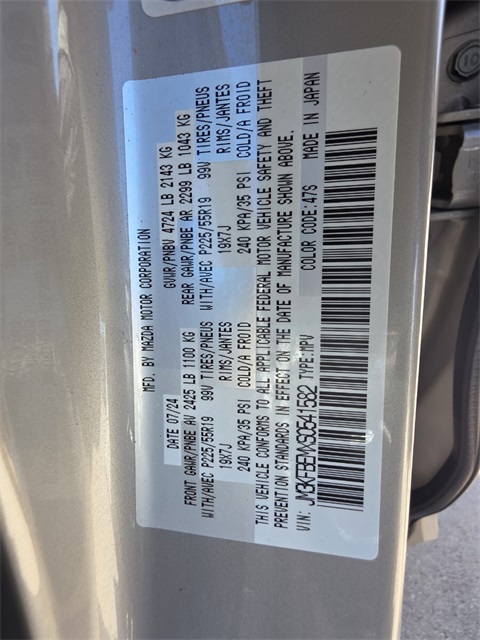 MFD. BY MAZDA MOTOR CORPORATION
DATE 07/24 GVWR/PNBV 4724 LB 2143 KG
FRONT GAWR/PNBE AV 2425 LB 1100 KG REAR GAWR/PNBE AR 2299 LB 1043 KG
WITH/AVEC P225/55R19 99V TIRES/PNEUS WITH/AVEC P225/55R19 99V TIRES/PNEUS
19X7J RIMS/JANTES 19X7J RIMS/JANTES
240 KPA/35 PSI COLD/A FROID 240 KPA/35 PSI COLD/A FROID
THIS VEHICLE CONFORMS TO ALL APPLICABLE FEDERAL MOTOR VEHICLE SAFETY AND THEFT
PREVENTION STANDARDS IN EFFECT ON THE DATE OF MANUFACTURE SHOWN ABOVE.
VIN: JM3KFBEMXS0541582 TYPE:MPV COLOR CODE:47S MADE IN JAPAN
10